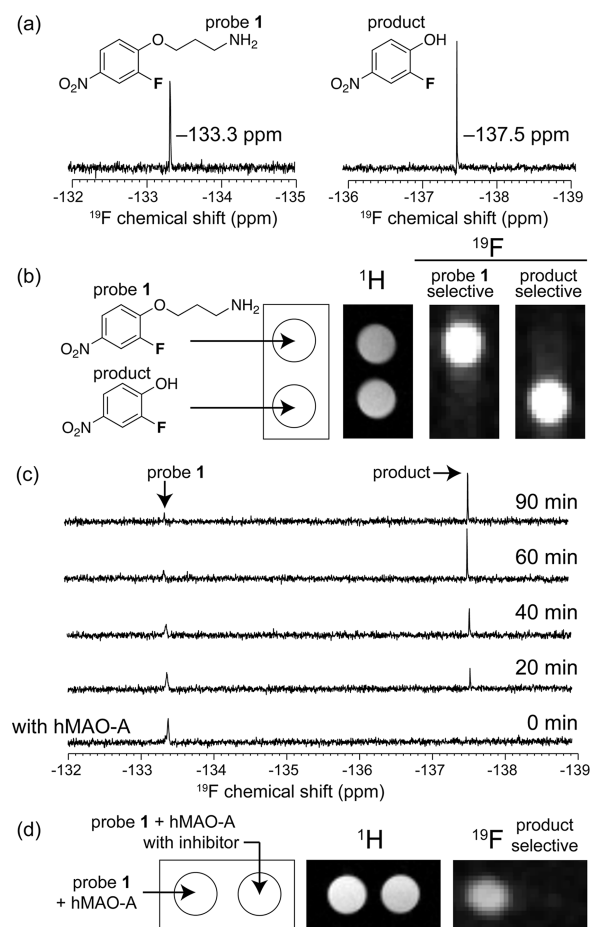 (a)
probe 1
product
O
NH2
O2N
F
OH
O2N
F
–133.3 ppm
–137.5 ppm
-132 -133 -134 -135
-136 -137 -138 -139
19F chemical shift (ppm)
19F chemical shift (ppm)
(b)
19F
1H
probe 1 selective
product selective
probe 1
O
NH2
O2N
F
product
OH
O2N
F
(c)
probe 1
product
90 min
60 min
40 min
20 min
with hMAO-A
0 min
-132 -133 -134 -135 -136 -137 -138 -139
19F chemical shift (ppm)
(d)
probe 1 + hMAO-A
with inhibitor
1H
19F
product
selective
probe 1
+ hMAO-A